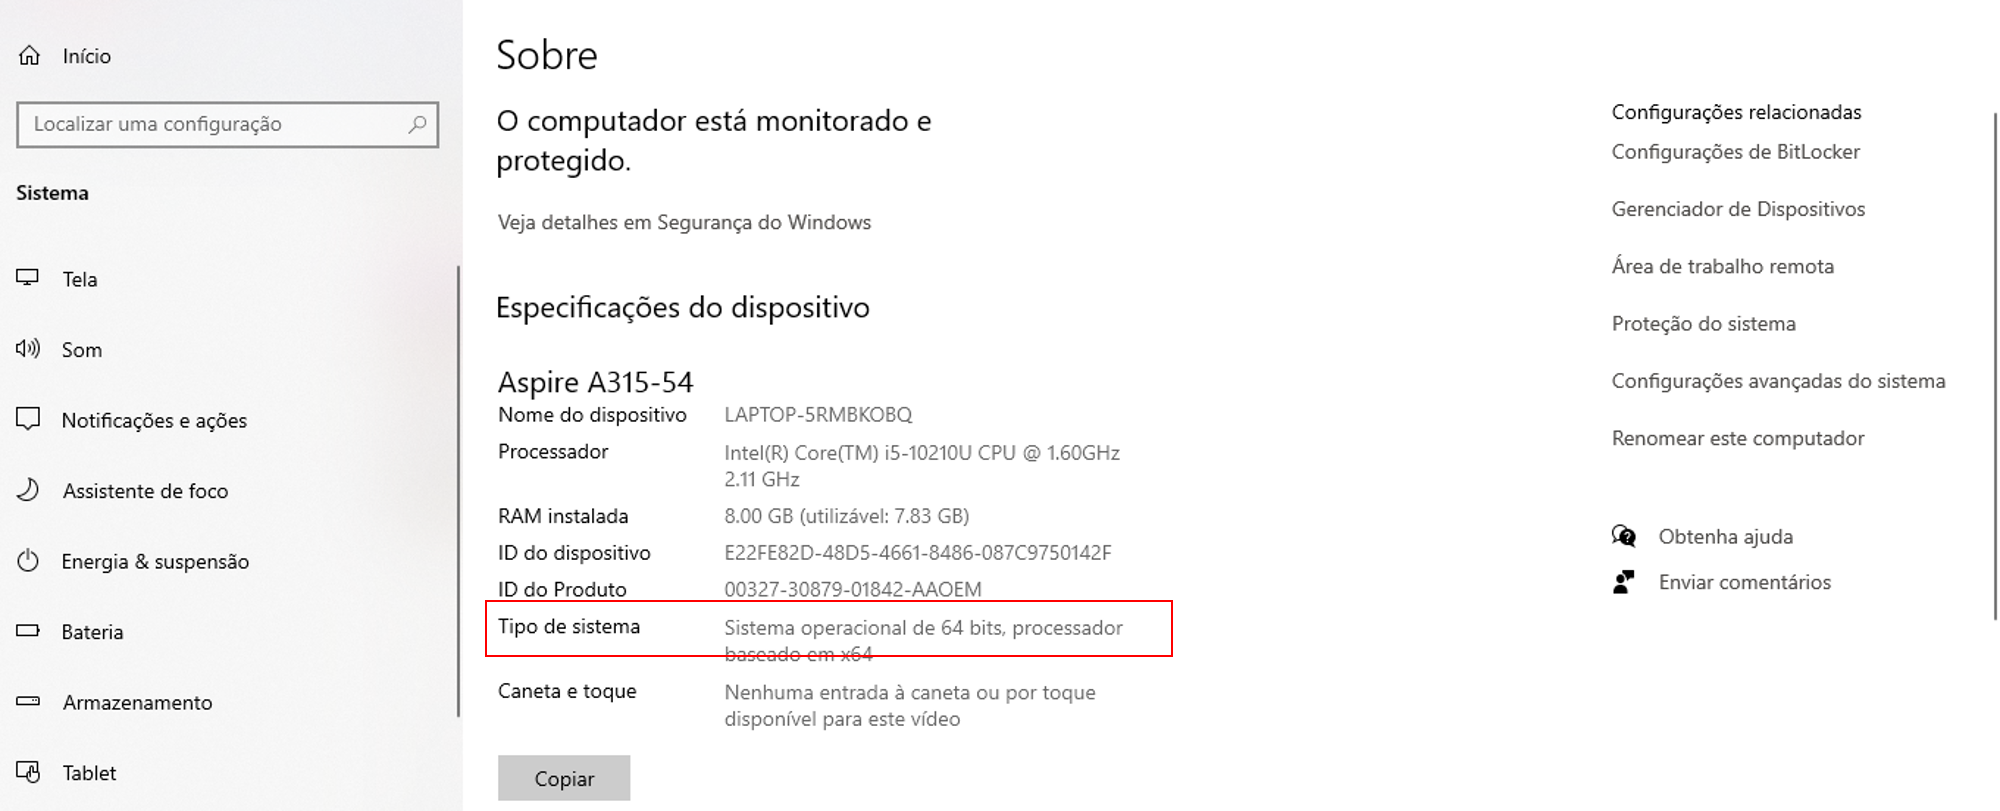 Início
Localizar uma configuração
Sistema
Tela
Som
Notificações e ações
Assistente de foco
Energia & suspensão
Bateria
Armazenamento
Tablet
Sobre
O computador está monitorado e
protegido.
Veja detalhes em Segurança do Windows
Especificações do dispositivo
Aspire A315-54
Nome do dispositivo LAPTOP-5RMBKOBQ
Processador Intel(R) Core(TM) i5-10210U CPU @ 1.60GHz
2.11 GHz
RAM instalada 8.00 GB (utilizável: 7.83 GB)
ID do dispositivo E22FE82D-48D5-4661-8486-087C9750142F
ID do Produto 00327-30879-01842-AAOEM
Tipo de sistema Sistema operacional de 64 bits, processador
baseado em x64
Caneta e toque Nenhuma entrada à caneta ou por toque
disponível para este vídeo
Copiar
Configurações relacionadas
Configurações de BitLocker
Gerenciador de Dispositivos
Área de trabalho remota
Proteção do sistema
Configurações avançadas do sistema
Renomear este computador
Obtenha ajuda
Enviar comentários